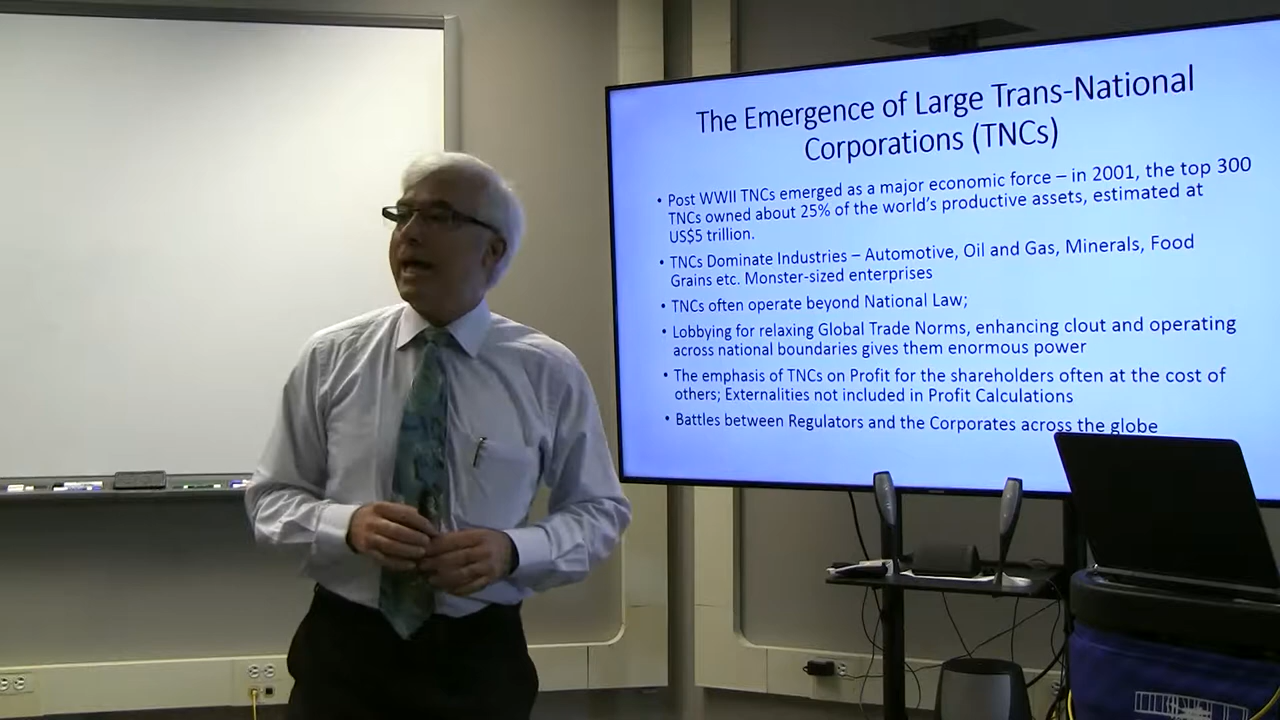 The Emergence of Large Trans-National
Corporations (TNCs)
• Post WWII TNCs emerged as a major economic force – in 2001, the top 300
TNCs owned about 25% of the world's productive assets, estimated at
US$5 trillion.
• TNCs Dominate Industries – Automotive, Oil and Gas, Minerals, Food
Grains etc. Monster-sized enterprises
• TNCs often operate beyond National Law;
• Lobbying for relaxing Global Trade Norms, enhancing clout and operating
across national boundaries gives them enormous power
• The emphasis of TNCs on Profit for the shareholders often at the cost of
others; Externalities not included in Profit Calculations
• Battles between Regulators and the Corporates across the globe